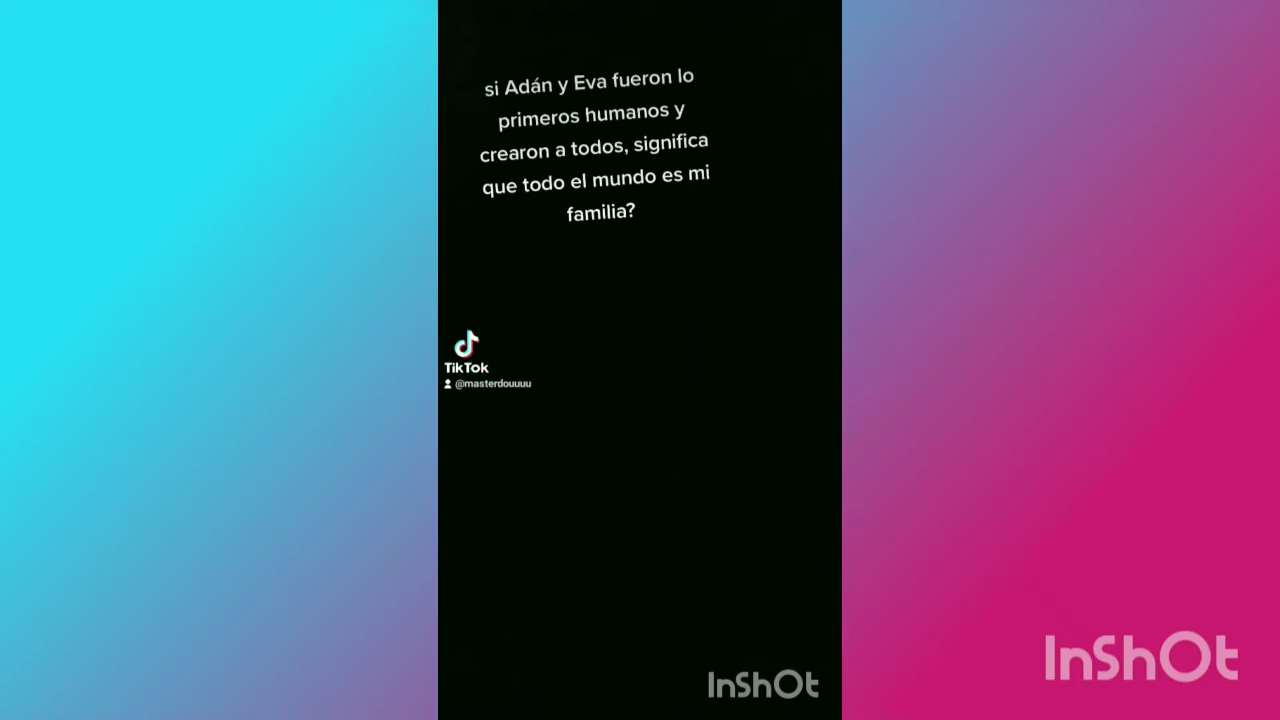 si Adán y Eva fueron lo
primeros humanos y
crearon a todos, significa
que todo el mundo es mi
familia?
TikTok
@masterdouuuu
InShOt
InShOt